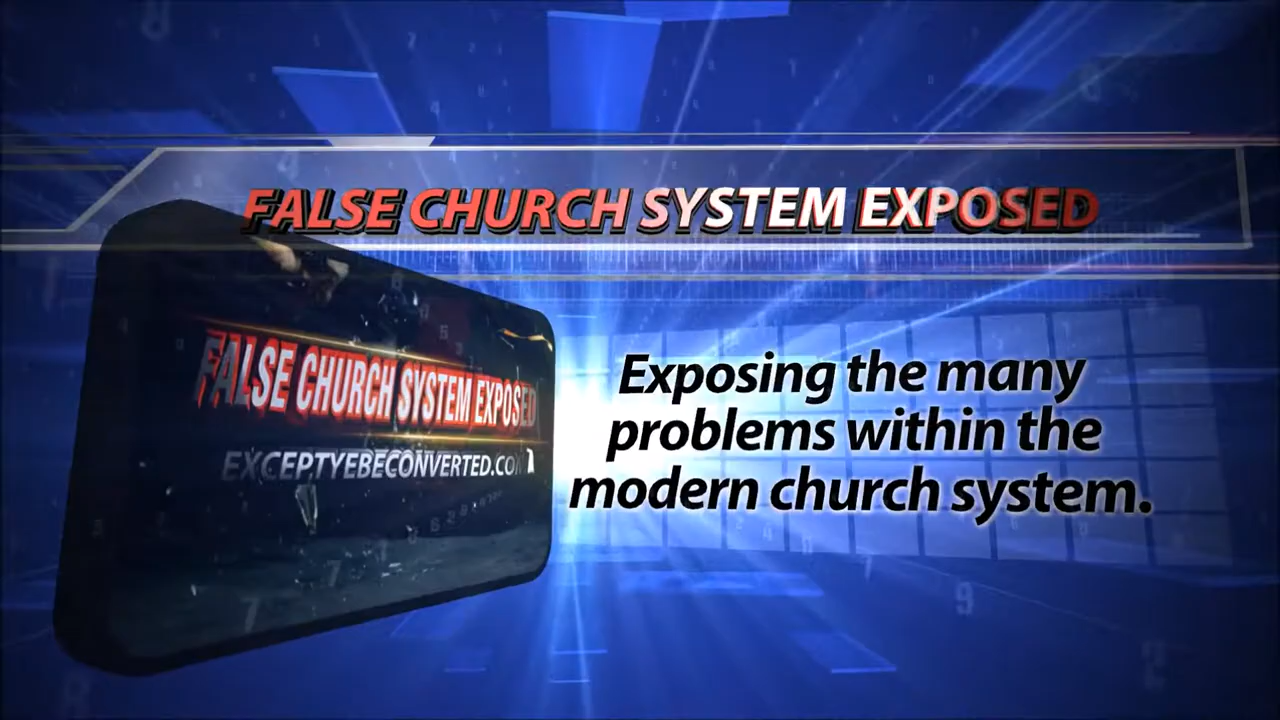 FALSE CHURCH SYSTEM EXPOSED
FALSE CHURCH SYSTEM EXPOSED
EXCEPTYEBECONVERTED.COM
Exposing the many
problems within the
modern church system.